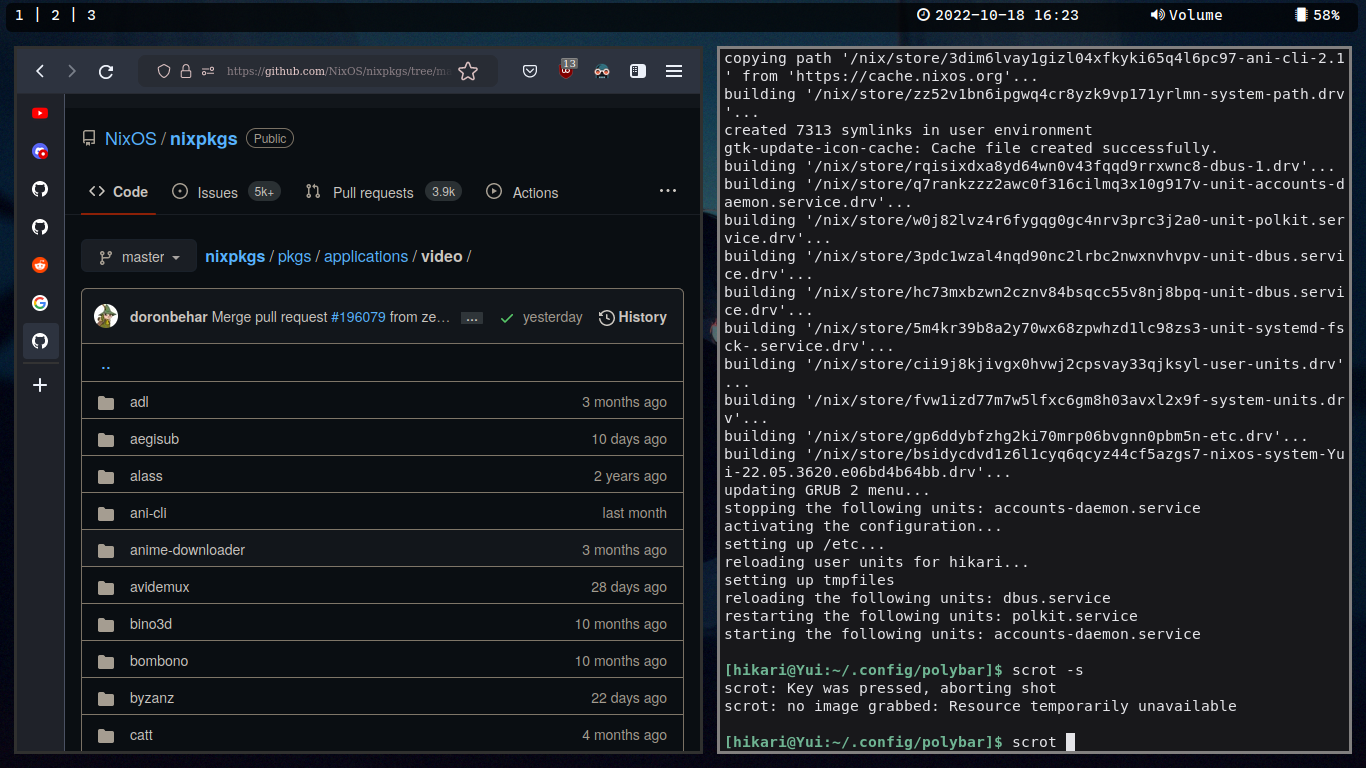 1 | 2 | 3
2022-10-18 16:23
Volume
58%
https://github.com/NixOS/nixpkgs/tree/ma
13
NixOS / nixpkgs Public
Code Issues 5k+ Pull requests 3.9k Actions ...
master nixpkgs / pkgs / applications / video /
doronbehar Merge pull request #196079 from ze... ... yesterday History
..
adl 3 months ago
aegisub 10 days ago
alass 2 years ago
ani-cli last month
anime-downloader 3 months ago
avidemux 28 days ago
bino3d 10 months ago
bombono 10 months ago
byzanz 22 days ago
catt 4 months ago
copying path '/nix/store/3dim6lvay1gizl04xfkyki65q4l6pc97-ani-cli-2.1
' from 'https://cache.nixos.org'...
building '/nix/store/zz52v1bn6ipgwq4cr8yzk9vp171yrlmn-system-path.drv
'...
created 7313 symlinks in user environment
gtk-update-icon-cache: Cache file created successfully.
building '/nix/store/rqisixdxa8yd64wn0v43fqqd9rrxwnc8-dbus-1.drv'...
building '/nix/store/q7rankzzz2awc0f316cilmq3x10g917v-unit-accounts-d
aemon.service.drv'...
building '/nix/store/w0j82lvz4r6fygqg0gc4nrv3prc3j2a0-unit-polkit.ser
vice.drv'...
building '/nix/store/3pdc1wzal4nqd90nc2lrbc2nwxnvhvpv-unit-dbus.servi
ce.drv'...
building '/nix/store/hc73mxbzwn2cznv84bsqcc55v8nj8bpq-unit-dbus.servi
ce.drv'...
building '/nix/store/5m4kr39b8a2y70wx68zpwhzd1lc98zs3-unit-systemd-fs
ck-.service.drv'...
building '/nix/store/cii9j8kjivgx0hvwj2cpsvay33qjksyl-user-units.drv'
...
building '/nix/store/fvw1izd77m7w5lfxc6gm8h03avxl2x9f-system-units.dr
v'...
building '/nix/store/gp6ddybfzhg2ki70mrp06bvgnn0pbm5n-etc.drv'...
building '/nix/store/bsidycdvd1z6l1cyq6qcyz44cf5azgs7-nixos-system-Yu
i-22.05.3620.e06bd4b64bb.drv'...
updating GRUB 2 menu...
stopping the following units: accounts-daemon.service
activating the configuration...
setting up /etc...
reloading user units for hikari...
setting up tmpfiles
reloading the following units: dbus.service
restarting the following units: polkit.service
starting the following units: accounts-daemon.service
[hikari@Yui:~/.config/polybar]$ scrot -s
scrot: Key was pressed, aborting shot
scrot: no image grabbed: Resource temporarily unavailable
[hikari@Yui:~/.config/polybar]$ scrot